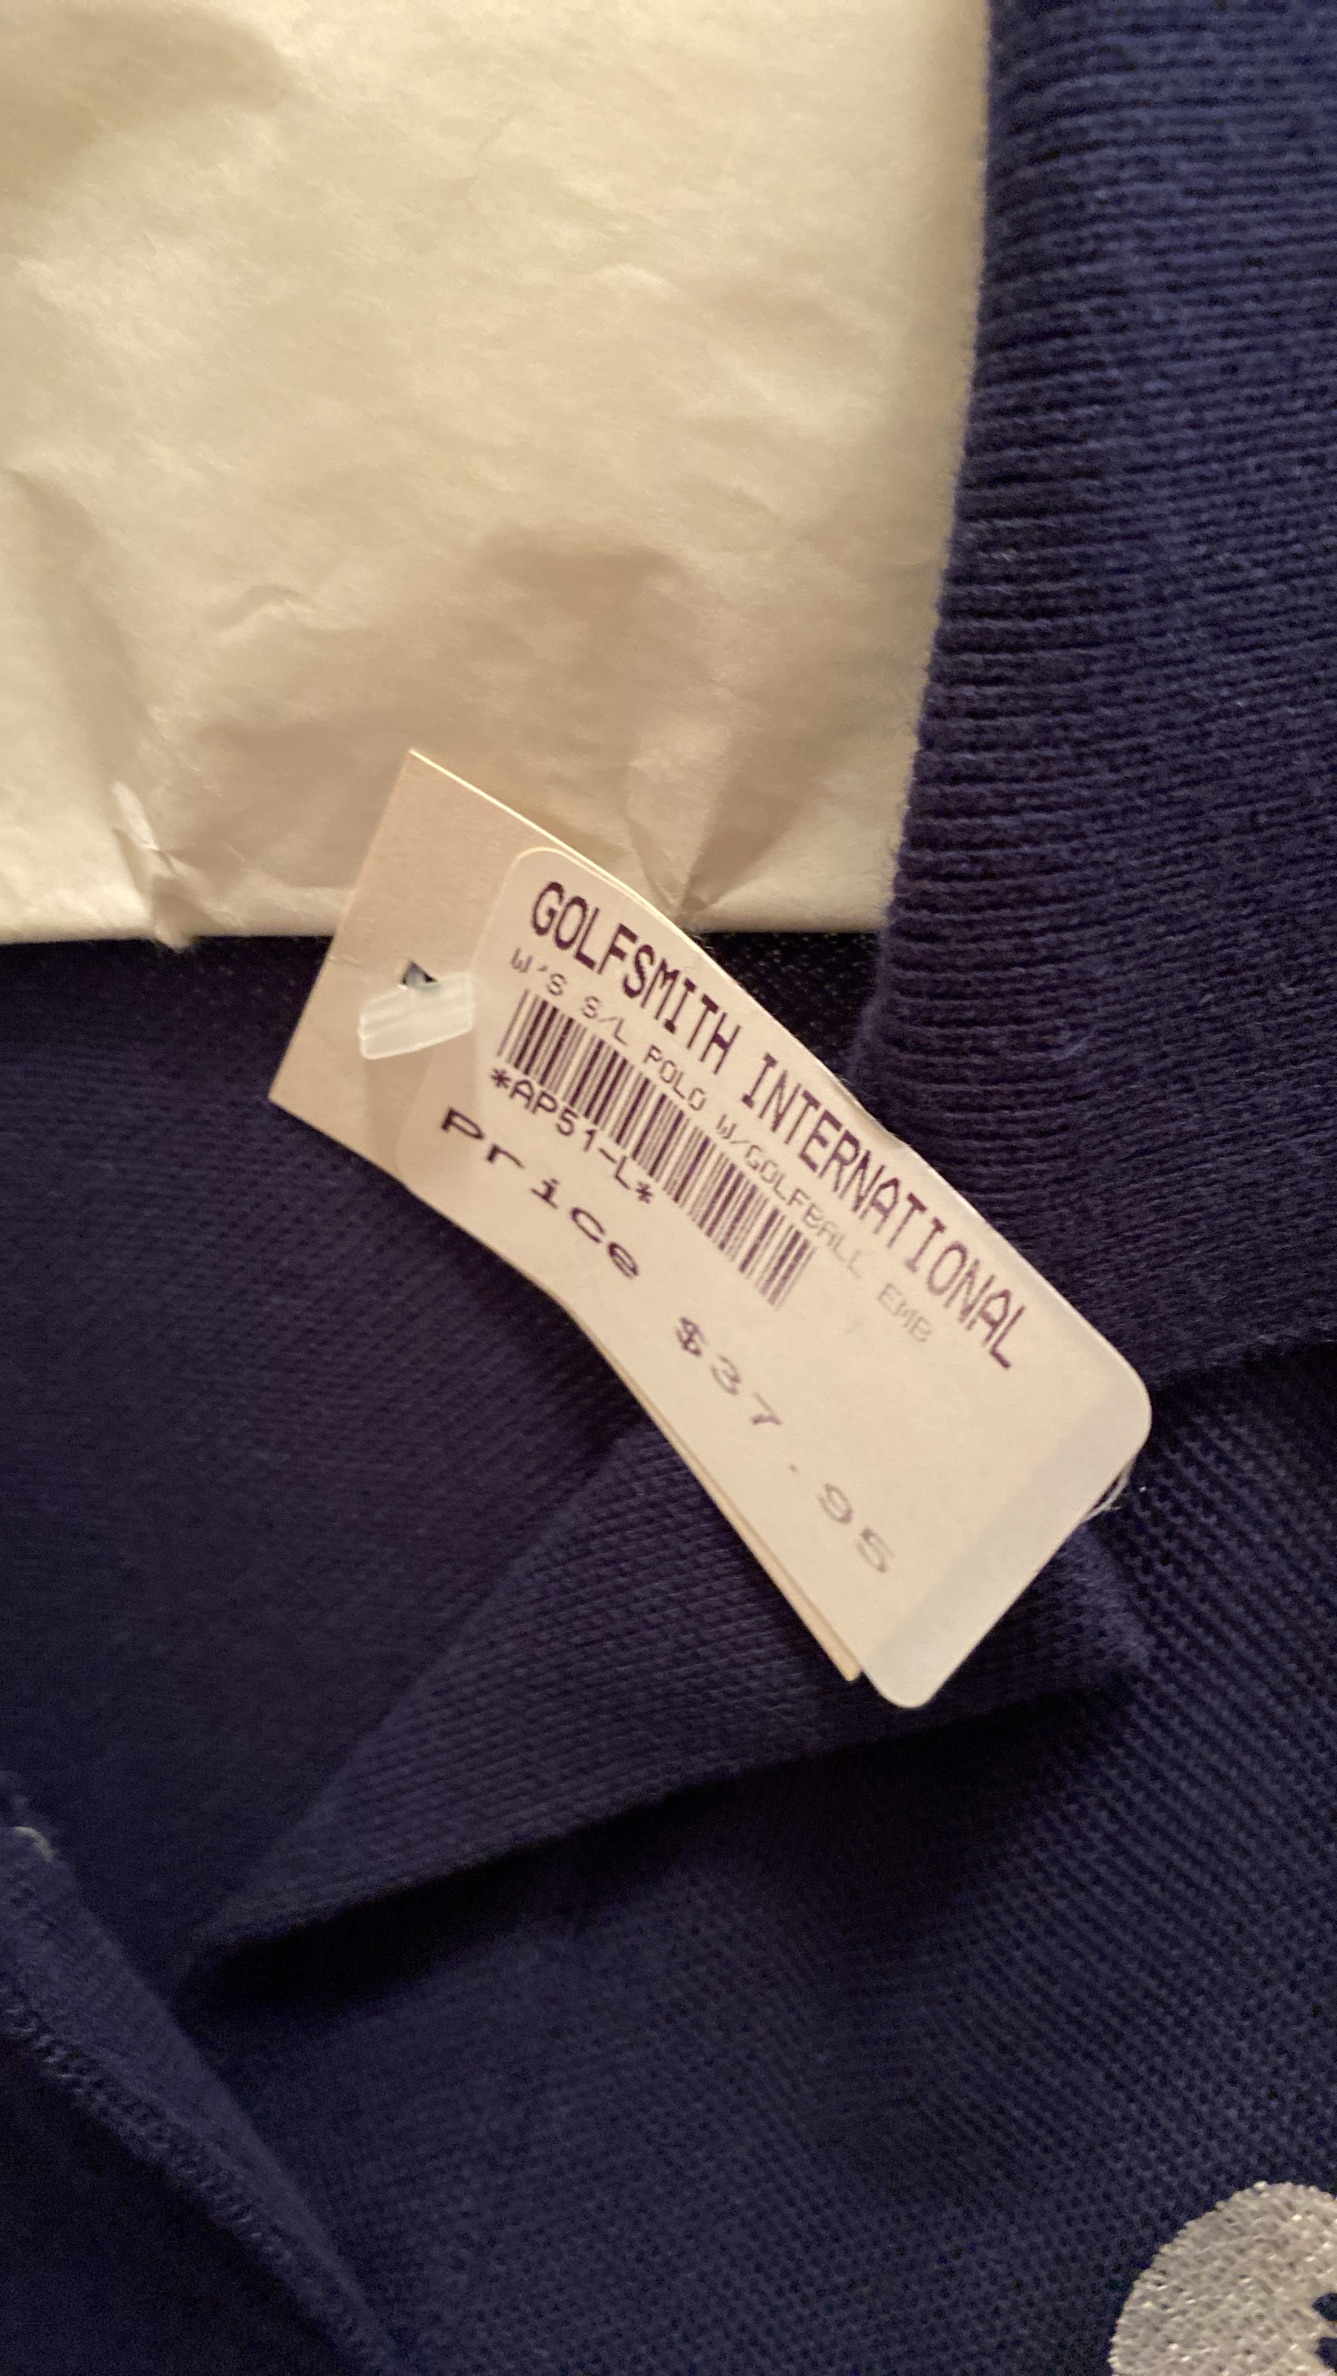 GOLFSMITH INTERNATIONAL
W'S S/L POLO W/GOLFBALL EMB
*AP51-L*
Price $37.95